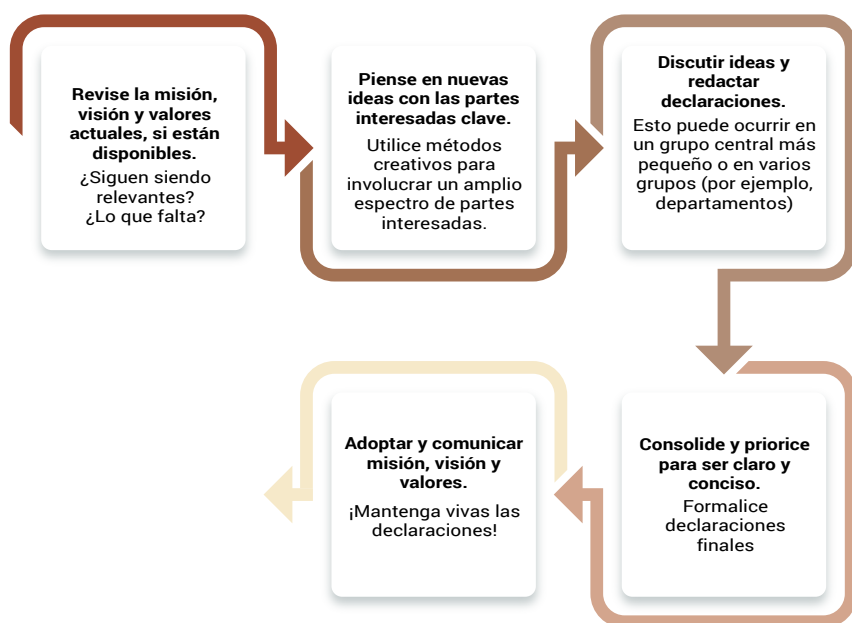 Revise la misión,
visión y valores
actuales, si están
disponibles.
¿Siguen siendo
relevantes?
¿Lo que falta?
Piense en nuevas
ideas con las partes
interesadas clave.
Utilice métodos
creativos para
involucrar un amplio
espectro de partes
interesadas.
Discutir ideas y
redactar
declaraciones.
Esto puede ocurrir en
un grupo central más
pequeño o en varios
grupos (por ejemplo,
departamentos)
Consolide y priorice
para ser claro y
conciso.
Formalice
declaraciones
finales
Adoptar y comunicar
misión, visión y
valores.
¡Mantenga vivas las
declaraciones!